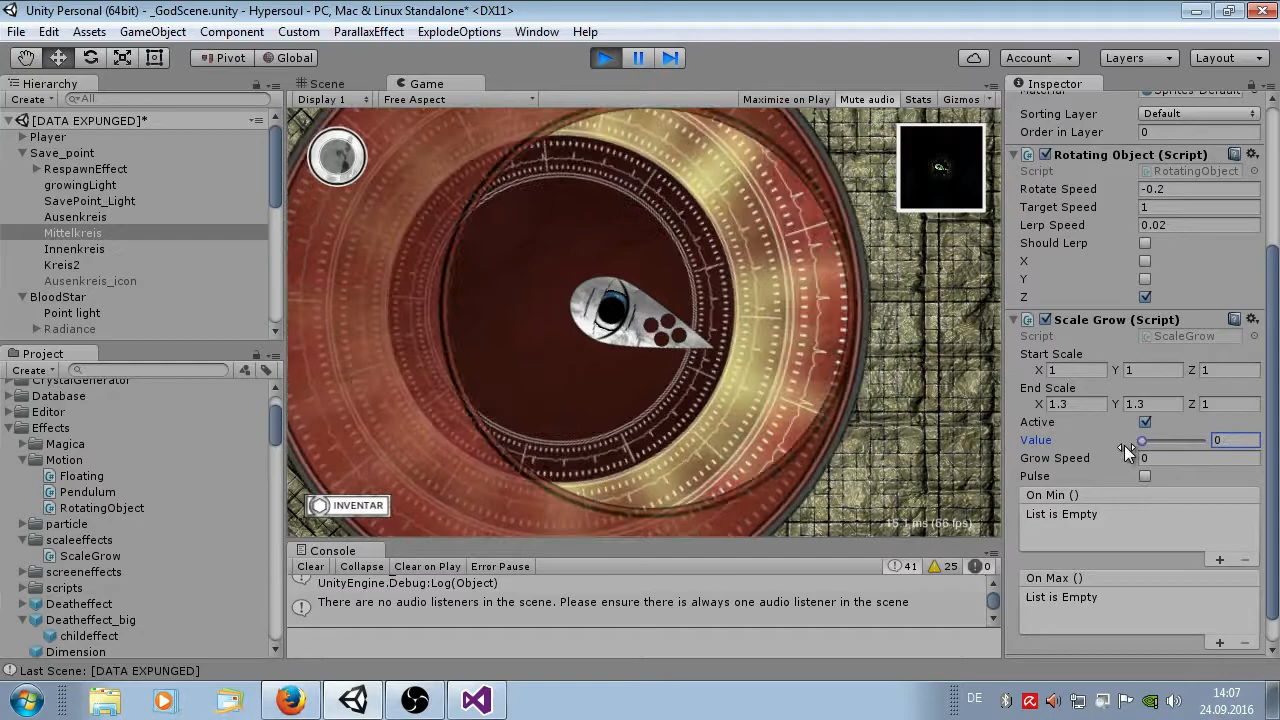 Unity Personal (64bit) - _GodScene.unity - Hypersoul - PC, Mac & Linux Standalone* <DX11>
File Edit Assets GameObject Component Custom ParallaxEffect ExplodeOptions Window Help
Pivot Global Account Layers Layout
Hierarchy
Create All
[DATA EXPUNGED]*
Player
Save_point
RespawnEffect
growingLight
SavePoint_Light
Ausenkreis
Mittelkreis
Innenkreis
Kreis2
Ausenkreis_icon
BloodStar
Point light
Radiance
Project
Create
CrystalGenerator
Database
Editor
Effects
Magica
Motion
Floating
Pendulum
RotatingObject
particle
scaleeffects
ScaleGrow
screeneffects
scripts
Deatheffect
Deatheffect_big
childeffect
Dimension
Scene Game
Display 1 Free Aspect Maximize on Play Mute audio Stats Gizmos
INVENTAR
15.1 ms (66 fps)
Console
Clear Collapse Clear on Play Error Pause 41 25 0
UnityEngine.Debug:Log(Object)
There are no audio listeners in the scene. Please ensure there is always one audio listener in the scene
Inspector
Material Sprites-Default
Sorting Layer Default
Order in Layer 0
Rotating Object (Script)
Script RotatingObject
Rotate Speed -0.2
Target Speed 1
Lerp Speed 0.02
Should Lerp
X
Y
Z
Scale Grow (Script)
Script ScaleGrow
Start Scale
X 1 Y 1 Z 1
End Scale
X 1.3 Y 1.3 Z 1
Active
Value 0
Grow Speed 0
Pulse
On Min ()
List is Empty
+ -
On Max ()
List is Empty
+ -
Last Scene: [DATA EXPUNGED]
DE
14:07
24.09.2016